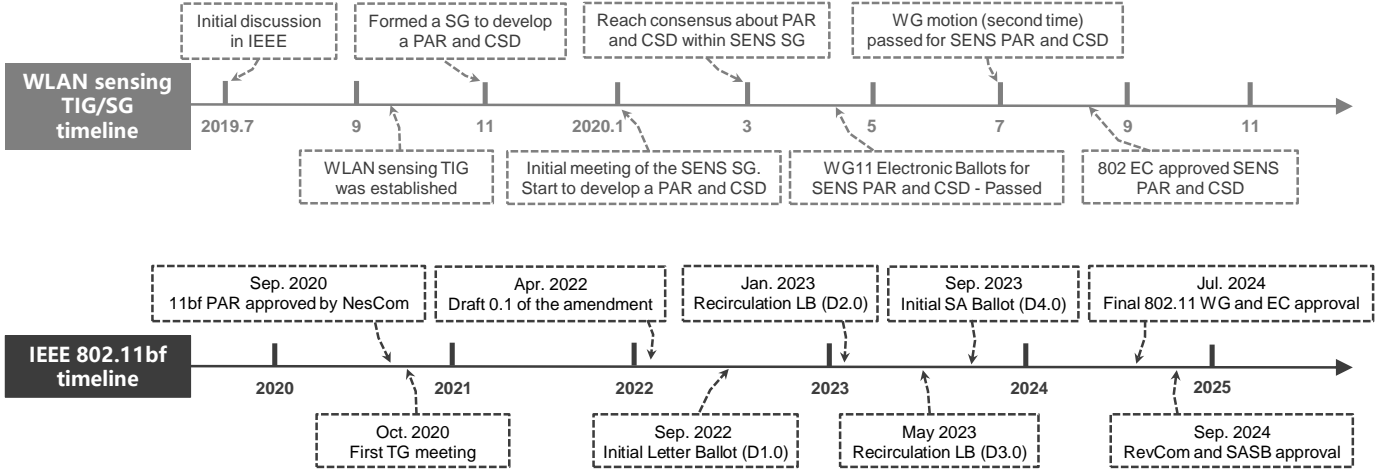 Initial discussion
in IEEE
Formed a SG to develop
a PAR and CSD
Reach consensus about PAR
and CSD within SENS SG
WG motion (second time)
passed for SENS PAR and CSD
WLAN sensing
TIG/SG
timeline
2019.7
9
11
2020.1
3
5
7
9
11
WLAN sensing TIG
was established
Initial meeting of the SENS SG.
Start to develop a PAR and CSD
WG11 Electronic Ballots for
SENS PAR and CSD - Passed
802 EC approved SENS
PAR and CSD
Sep. 2020
11bf PAR approved by NesCom
Apr. 2022
Draft 0.1 of the amendment
Jan. 2023
Recirculation LB (D2.0)
Sep. 2023
Initial SA Ballot (D4.0)
Jul. 2024
Final 802.11 WG and EC approval
IEEE 802.11bf
timeline
2020
2021
2022
2023
2024
2025
Oct. 2020
First TG meeting
Sep. 2022
Initial Letter Ballot (D1.0)
May 2023
Recirculation LB (D3.0)
Sep. 2024
RevCom and SASB approval